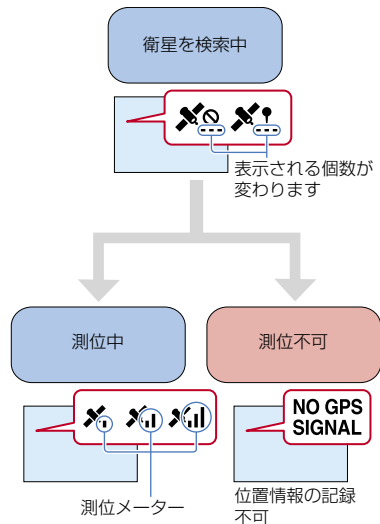 衛星を検索中
表示される個数が
変わります
測位中
測位不可
NO GPS
SIGNAL
測位メーター
位置情報の記録
不可